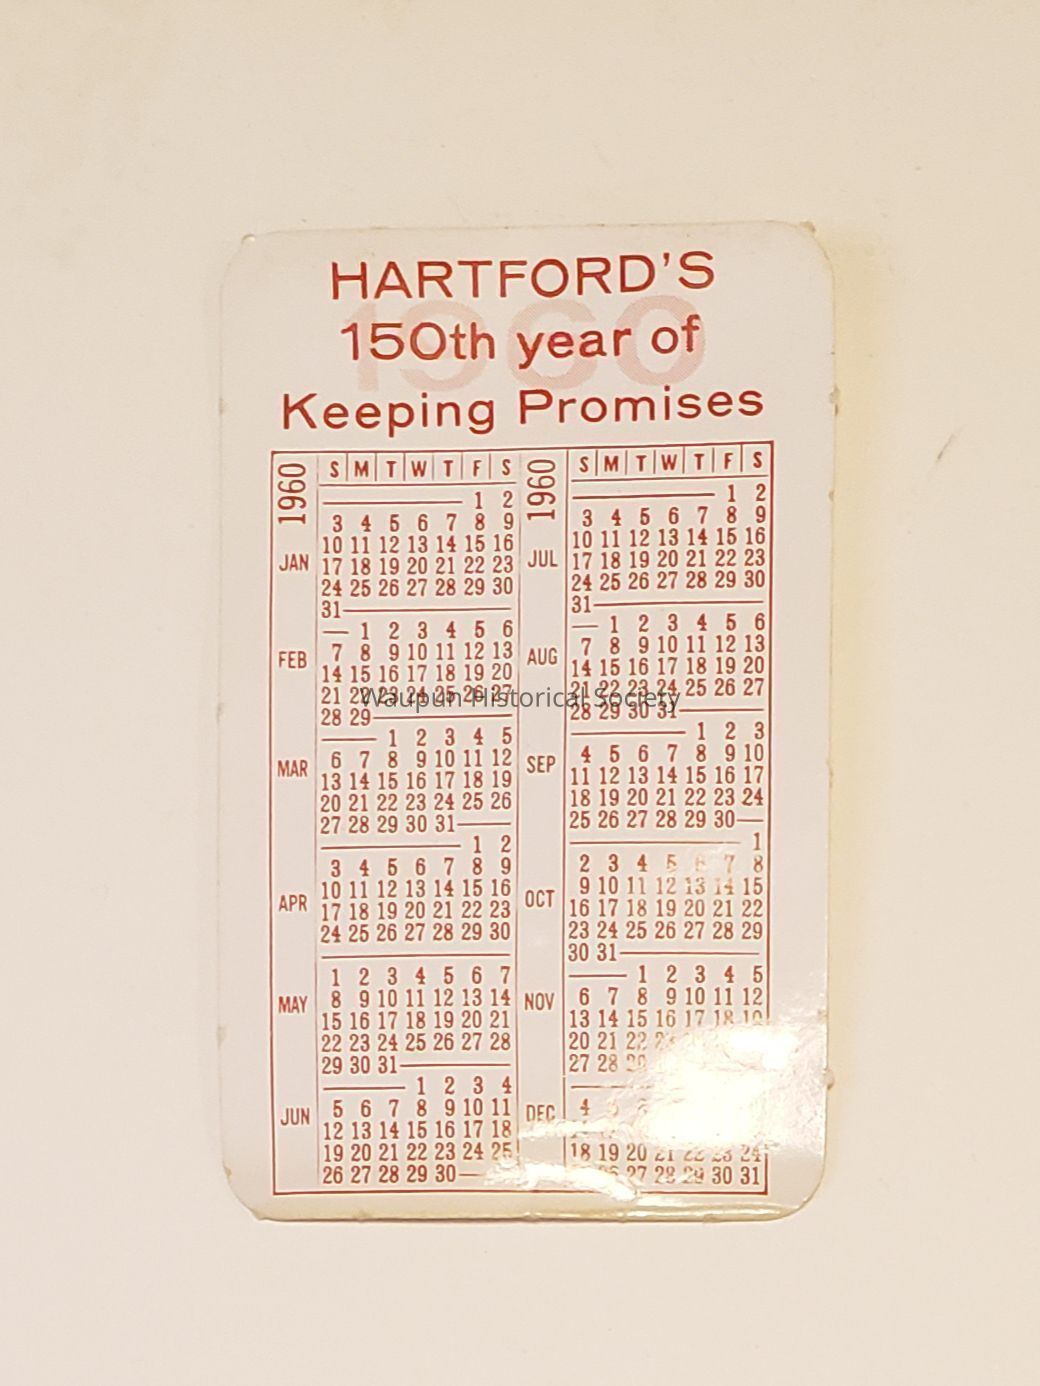 HARTFORD'S
1960
150th year of
Keeping Promises
1960 S M T W T F S
1 2
3 4 5 6 7 8 9
10 11 12 13 14 15 16
JAN 17 18 19 20 21 22 23
24 25 26 27 28 29 30
31
1 2 3 4 5 6
FEB 7 8 9 10 11 12 13
14 15 16 17 18 19 20
21 22 23 24 25 26 27
28 29
1 2 3 4 5
MAR 6 7 8 9 10 11 12
13 14 15 16 17 18 19
20 21 22 23 24 25 26
27 28 29 30 31
1 2
3 4 5 6 7 8 9
APR 10 11 12 13 14 15 16
17 18 19 20 21 22 23
24 25 26 27 28 29 30
1 2 3 4 5 6 7
MAY 8 9 10 11 12 13 14
15 16 17 18 19 20 21
22 23 24 25 26 27 28
29 30 31
1 2 3 4
JUN 5 6 7 8 9 10 11
12 13 14 15 16 17 18
19 20 21 22 23 24 25
26 27 28 29 30
1960 S M T W T F S
1 2
3 4 5 6 7 8 9
10 11 12 13 14 15 16
JUL 17 18 19 20 21 22 23
24 25 26 27 28 29 30
31
1 2 3 4 5 6
AUG 7 8 9 10 11 12 13
14 15 16 17 18 19 20
21 22 23 24 25 26 27
28 29 30 31
1 2 3
SEP 4 5 6 7 8 9 10
11 12 13 14 15 16 17
18 19 20 21 22 23 24
25 26 27 28 29 30
1
2 3 4 5 6 7 8
OCT 9 10 11 12 13 14 15
16 17 18 19 20 21 22
23 24 25 26 27 28 29
30 31
1 2 3 4 5
NOV 6 7 8 9 10 11 12
13 14 15 16 17 18 19
20 21 22
27 28
DEC 4
18 19 20 21 22 23 24
27 28 29 30 31
Waupun Historical Society